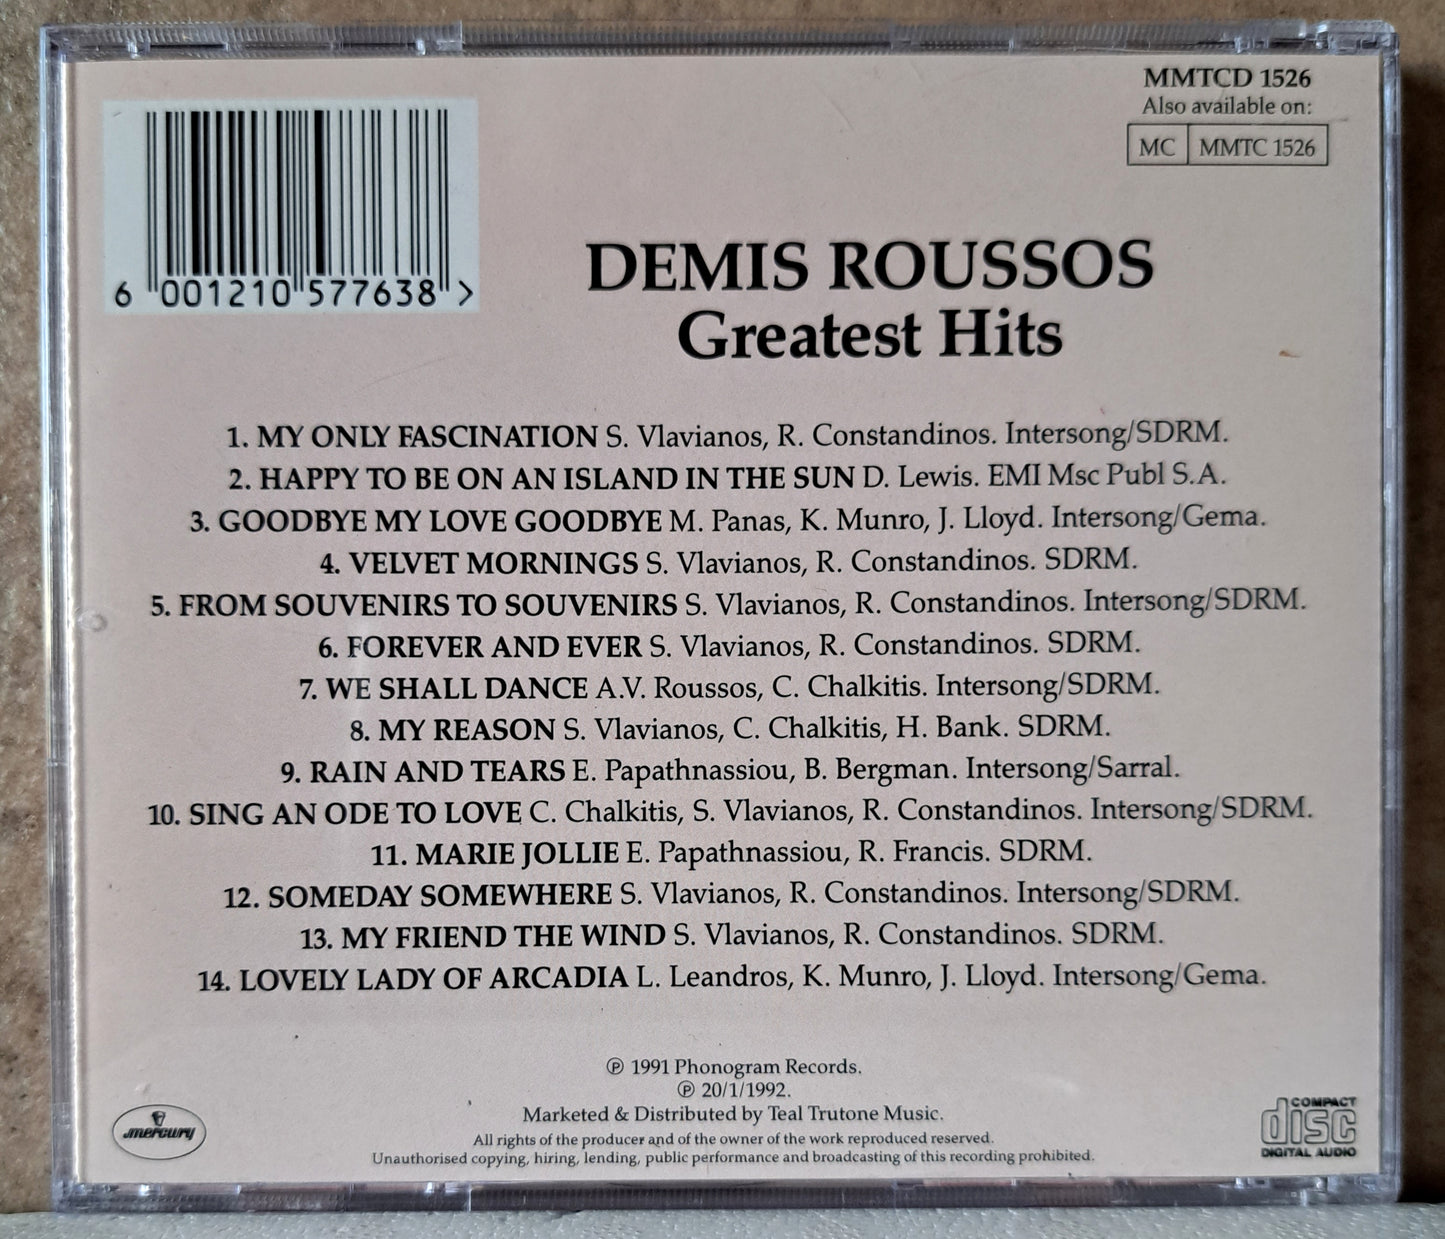 MMTCD 1526
Also available on:
MC MMTC 1526
6 001210 577638 >
DEMIS ROUSSOS
Greatest Hits
1. MY ONLY FASCINATION S. Vlavianos, R. Constandinos. Intersong/SDRM.
2. HAPPY TO BE ON AN ISLAND IN THE SUN D. Lewis. EMI Msc Publ S.A.
3. GOODBYE MY LOVE GOODBYE M. Panas, K. Munro, J. Lloyd. Intersong/Gema.
4. VELVET MORNINGS S. Vlavianos, R. Constandinos. SDRM.
5. FROM SOUVENIRS TO SOUVENIRS S. Vlavianos, R. Constandinos. Intersong/SDRM.
6. FOREVER AND EVER S. Vlavianos, R. Constandinos. SDRM.
7. WE SHALL DANCE A.V. Roussos, C. Chalkitis. Intersong/SDRM.
8. MY REASON S. Vlavianos, C. Chalkitis, H. Bank. SDRM.
9. RAIN AND TEARS E. Papathnassiou, B. Bergman. Intersong/Sarral.
10. SING AN ODE TO LOVE C. Chalkitis, S. Vlavianos, R. Constandinos. Intersong/SDRM.
11. MARIE JOLLIE E. Papathnassiou, R. Francis. SDRM.
12. SOMEDAY SOMEWHERE S. Vlavianos, R. Constandinos. Intersong/SDRM.
13. MY FRIEND THE WIND S. Vlavianos, R. Constandinos. SDRM.
14. LOVELY LADY OF ARCADIA L. Leandros, K. Munro, J. Lloyd. Intersong/Gema.
℗ 1991 Phonogram Records.
℗ 20/1/1992.
Marketed & Distributed by Teal Trutone Music.
All rights of the producer and of the owner of the work reproduced reserved.
Unauthorised copying, hiring, lending, public performance and broadcasting of this recording prohibited.
mercury
COMPACT
disc
DIGITAL AUDIO